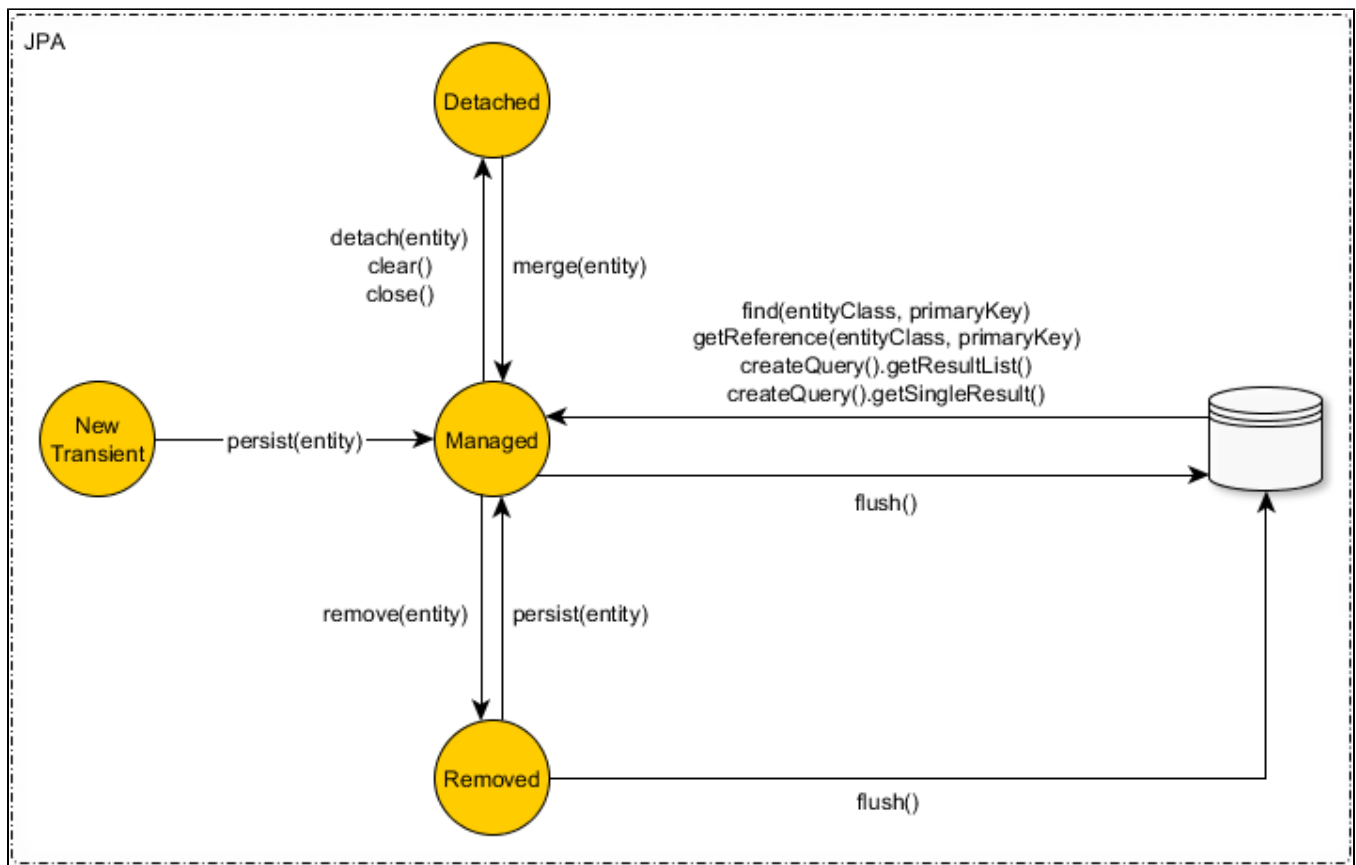 JPA
Detached
detach(entity)
clear()
close()
merge(entity)
find(entityClass, primaryKey)
getReference(entityClass, primaryKey)
createQuery().getResultList()
createQuery().getSingleResult()
New
Transient
persist(entity)
Managed
flush()
remove(entity)
persist(entity)
Removed
flush()